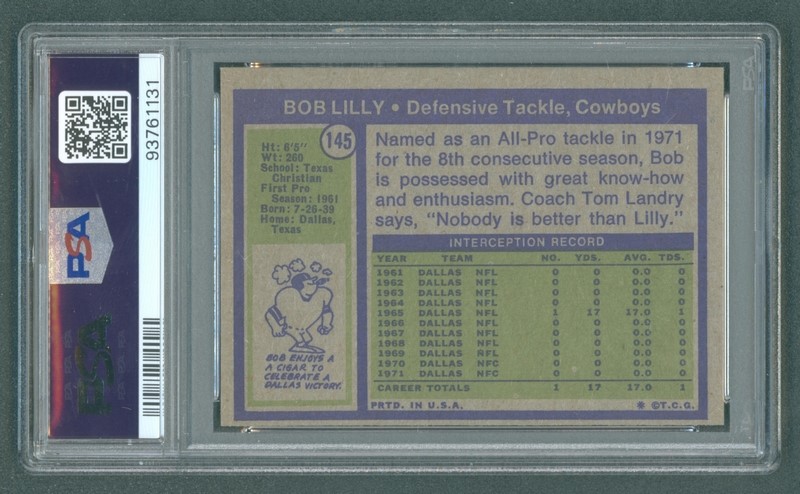 PSA
93761131
PSA
PSA
BOB LILLY • Defensive Tackle, Cowboys
145
Ht: 6'5"
Wt: 260
School: Texas
Christian
First Pro
Season: 1961
Born: 7-26-39
Home: Dallas,
Texas
BOB ENJOYS A
A CIGAR TO
CELEBRATE A
DALLAS VICTORY.
Named as an All-Pro tackle in 1971
for the 8th consecutive season, Bob
is possessed with great know-how
and enthusiasm. Coach Tom Landry
says, "Nobody is better than Lilly."
INTERCEPTION RECORD
YEAR TEAM NO. YDS. AVG. TDS.
1961 DALLAS NFL 0 0 0.0 0
1962 DALLAS NFL 0 0 0.0 0
1963 DALLAS NFL 0 0 0.0 0
1964 DALLAS NFL 0 0 0.0 0
1965 DALLAS NFL 1 17 17.0 1
1966 DALLAS NFL 0 0 0.0 0
1967 DALLAS NFL 0 0 0.0 0
1968 DALLAS NFL 0 0 0.0 0
1969 DALLAS NFL 0 0 0.0 0
1970 DALLAS NFC 0 0 0.0 0
1971 DALLAS NFC 0 0 0.0 0
CAREER TOTALS 1 17 17.0 1
PRTD. IN U.S.A. * ©T.C.G.